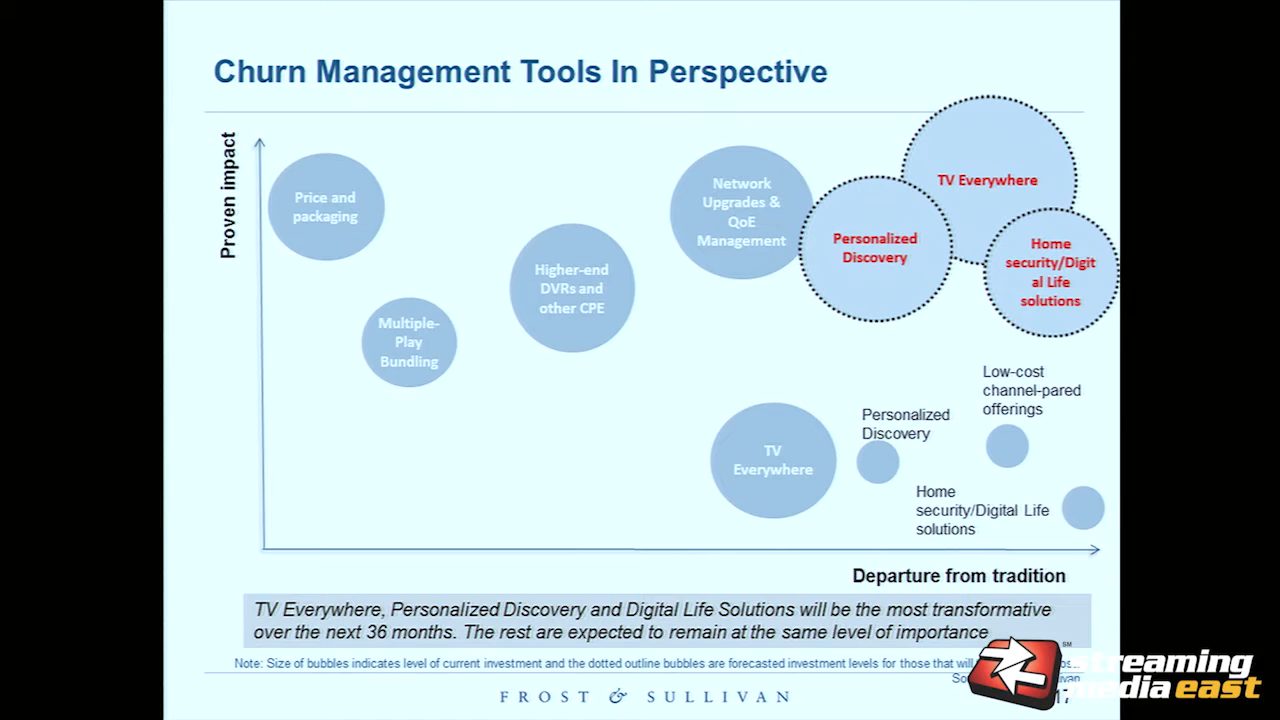 Churn Management Tools In Perspective
Proven impact
Price and
packaging
Multiple-
Play
Bundling
Higher-end
DVRs and
other CPE
Network
Upgrades &
QoE
Management
Personalized
Discovery
TV Everywhere
Home
security/Digit
al Life
solutions
TV
Everywhere
Personalized
Discovery
Low-cost
channel-pared
offerings
Home
security/Digital Life
solutions
Departure from tradition
TV Everywhere, Personalized Discovery and Digital Life Solutions will be the most transformative
over the next 36 months. The rest are expected to remain at the same level of importance
Note: Size of bubbles indicates level of current investment and the dotted outline bubbles are forecasted investment levels for those that will
FROST & SULLIVAN
17
SM
streaming
media east